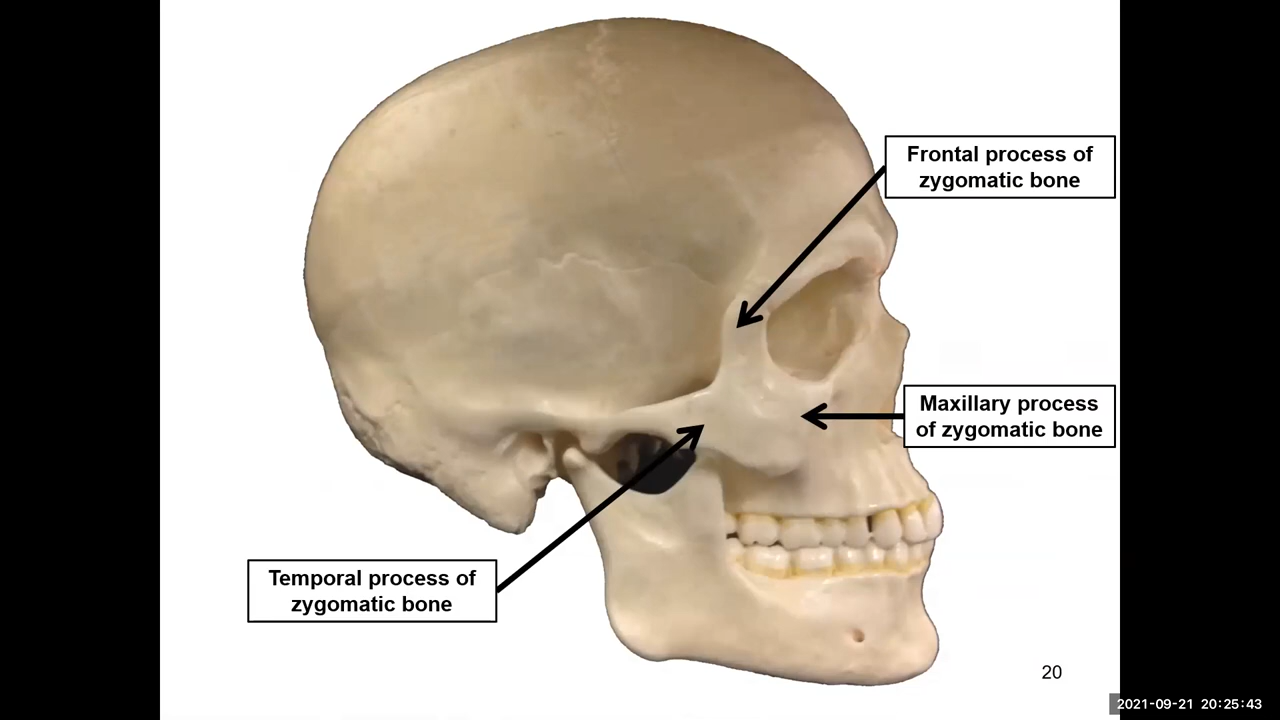 Frontal process of
zygomatic bone
Maxillary process
of zygomatic bone
Temporal process of
zygomatic bone
20
2021-09-21 20:25:43